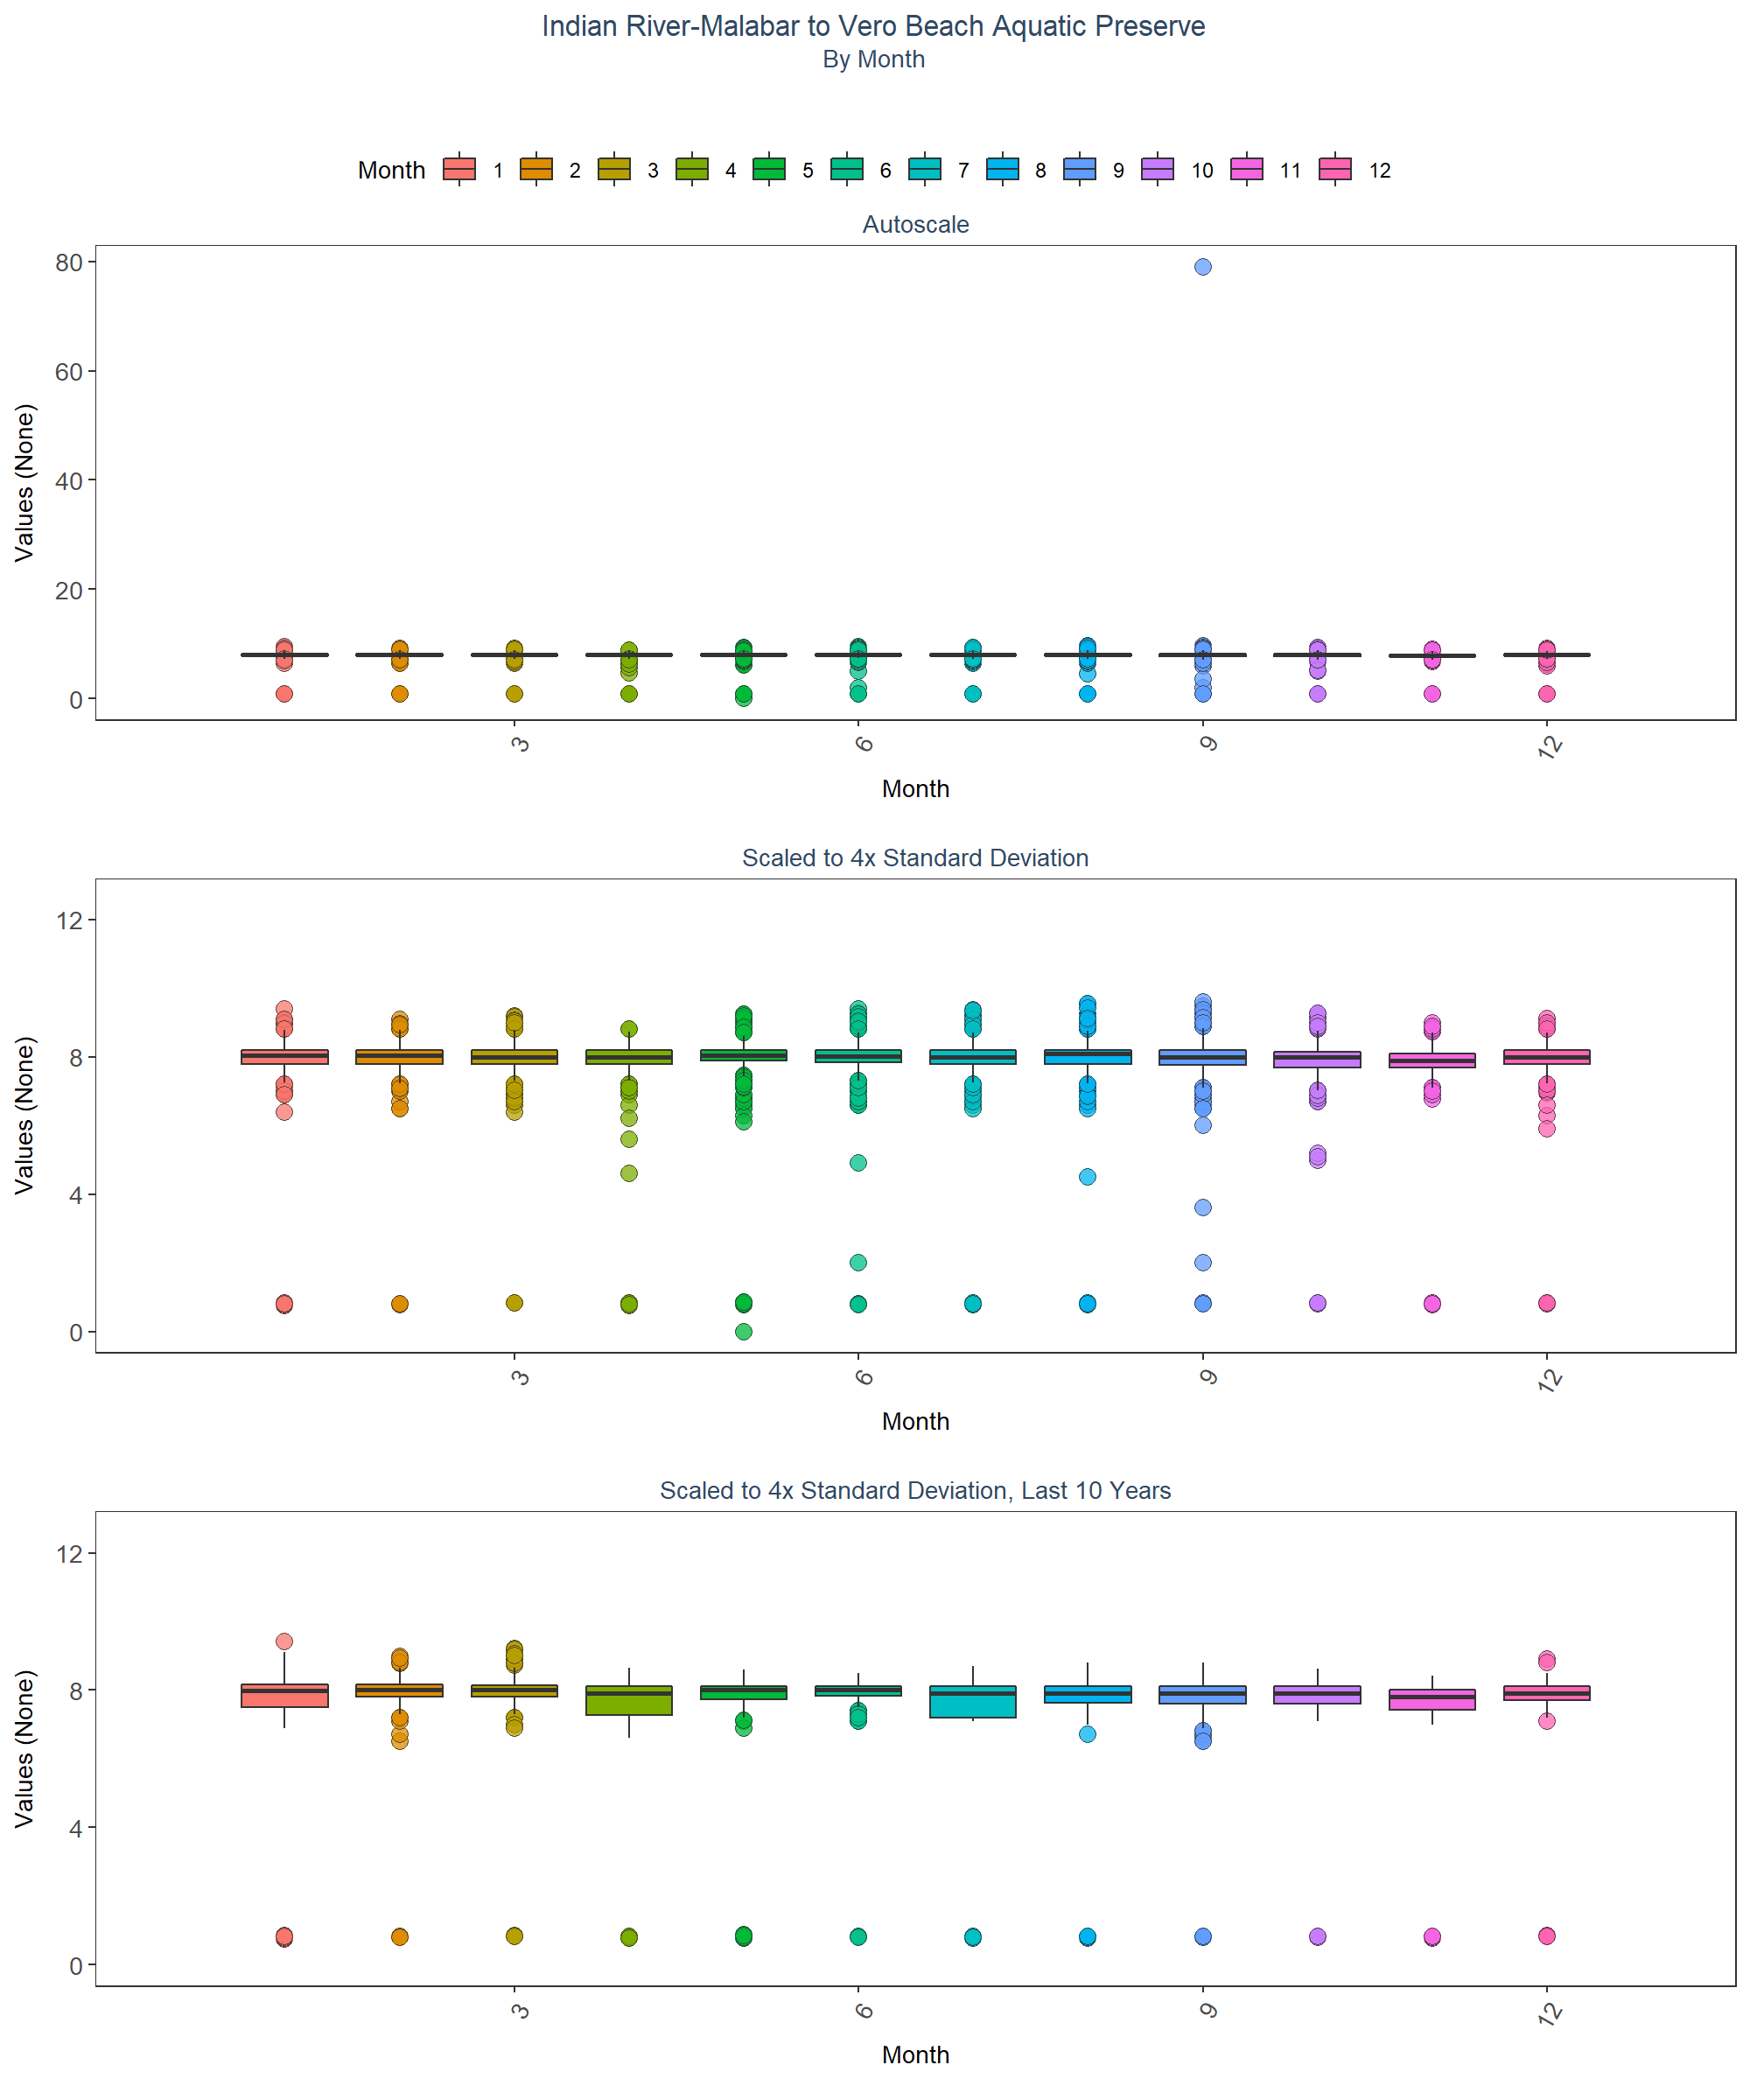 Indian River-Malabar to Vero Beach Aquatic Preserve
By Month
Month 1 2 3 4 5 6 7 8 9 10 11 12
Autoscale
Values (None)
80
60
40
20
0
3 6 9 12
Month
Scaled to 4x Standard Deviation
Values (None)
12
8
4
0
3 6 9 12
Month
Scaled to 4x Standard Deviation, Last 10 Years
Values (None)
12
8
4
0
3 6 9 12
Month